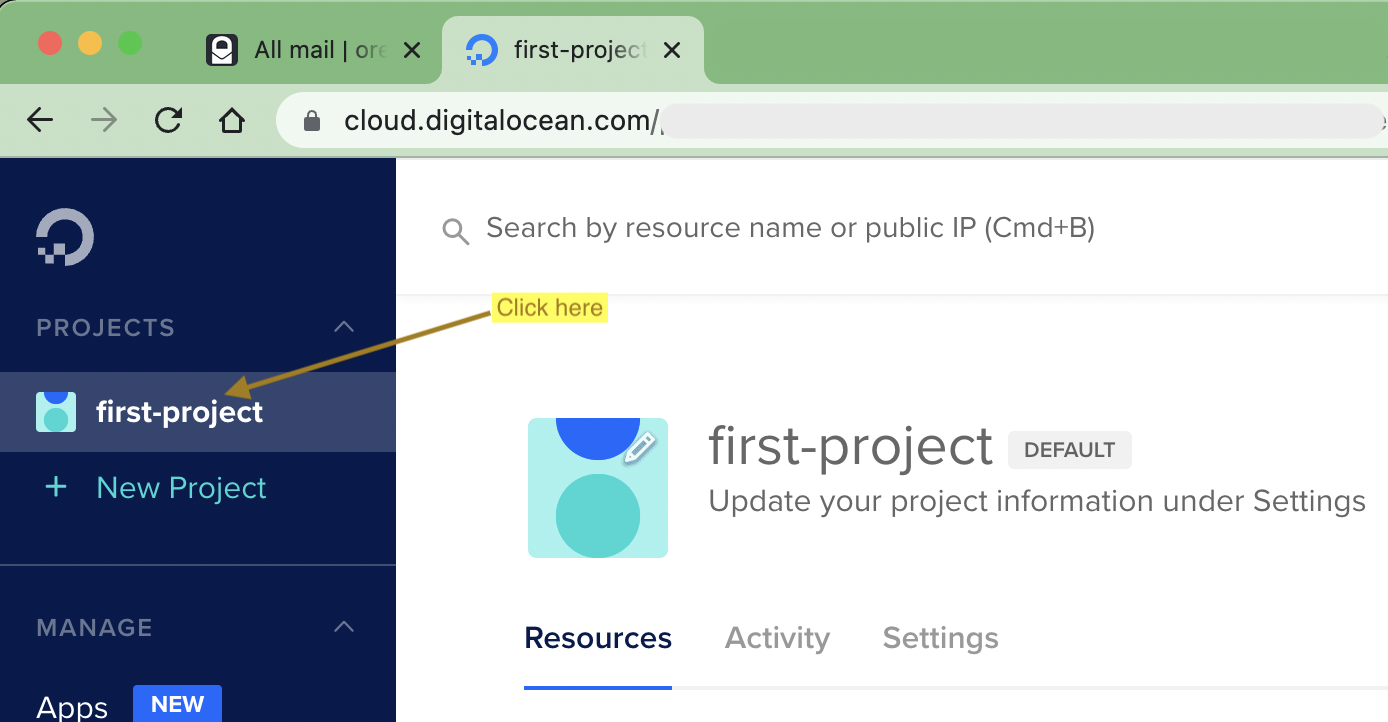 All mail | ore
first-project
cloud.digitalocean.com/
Search by resource name or public IP (Cmd+B)
Click here
PROJECTS
first-project
New Project
first-project DEFAULT
Update your project information under Settings
Resources Activity Settings
MANAGE
Apps NEW